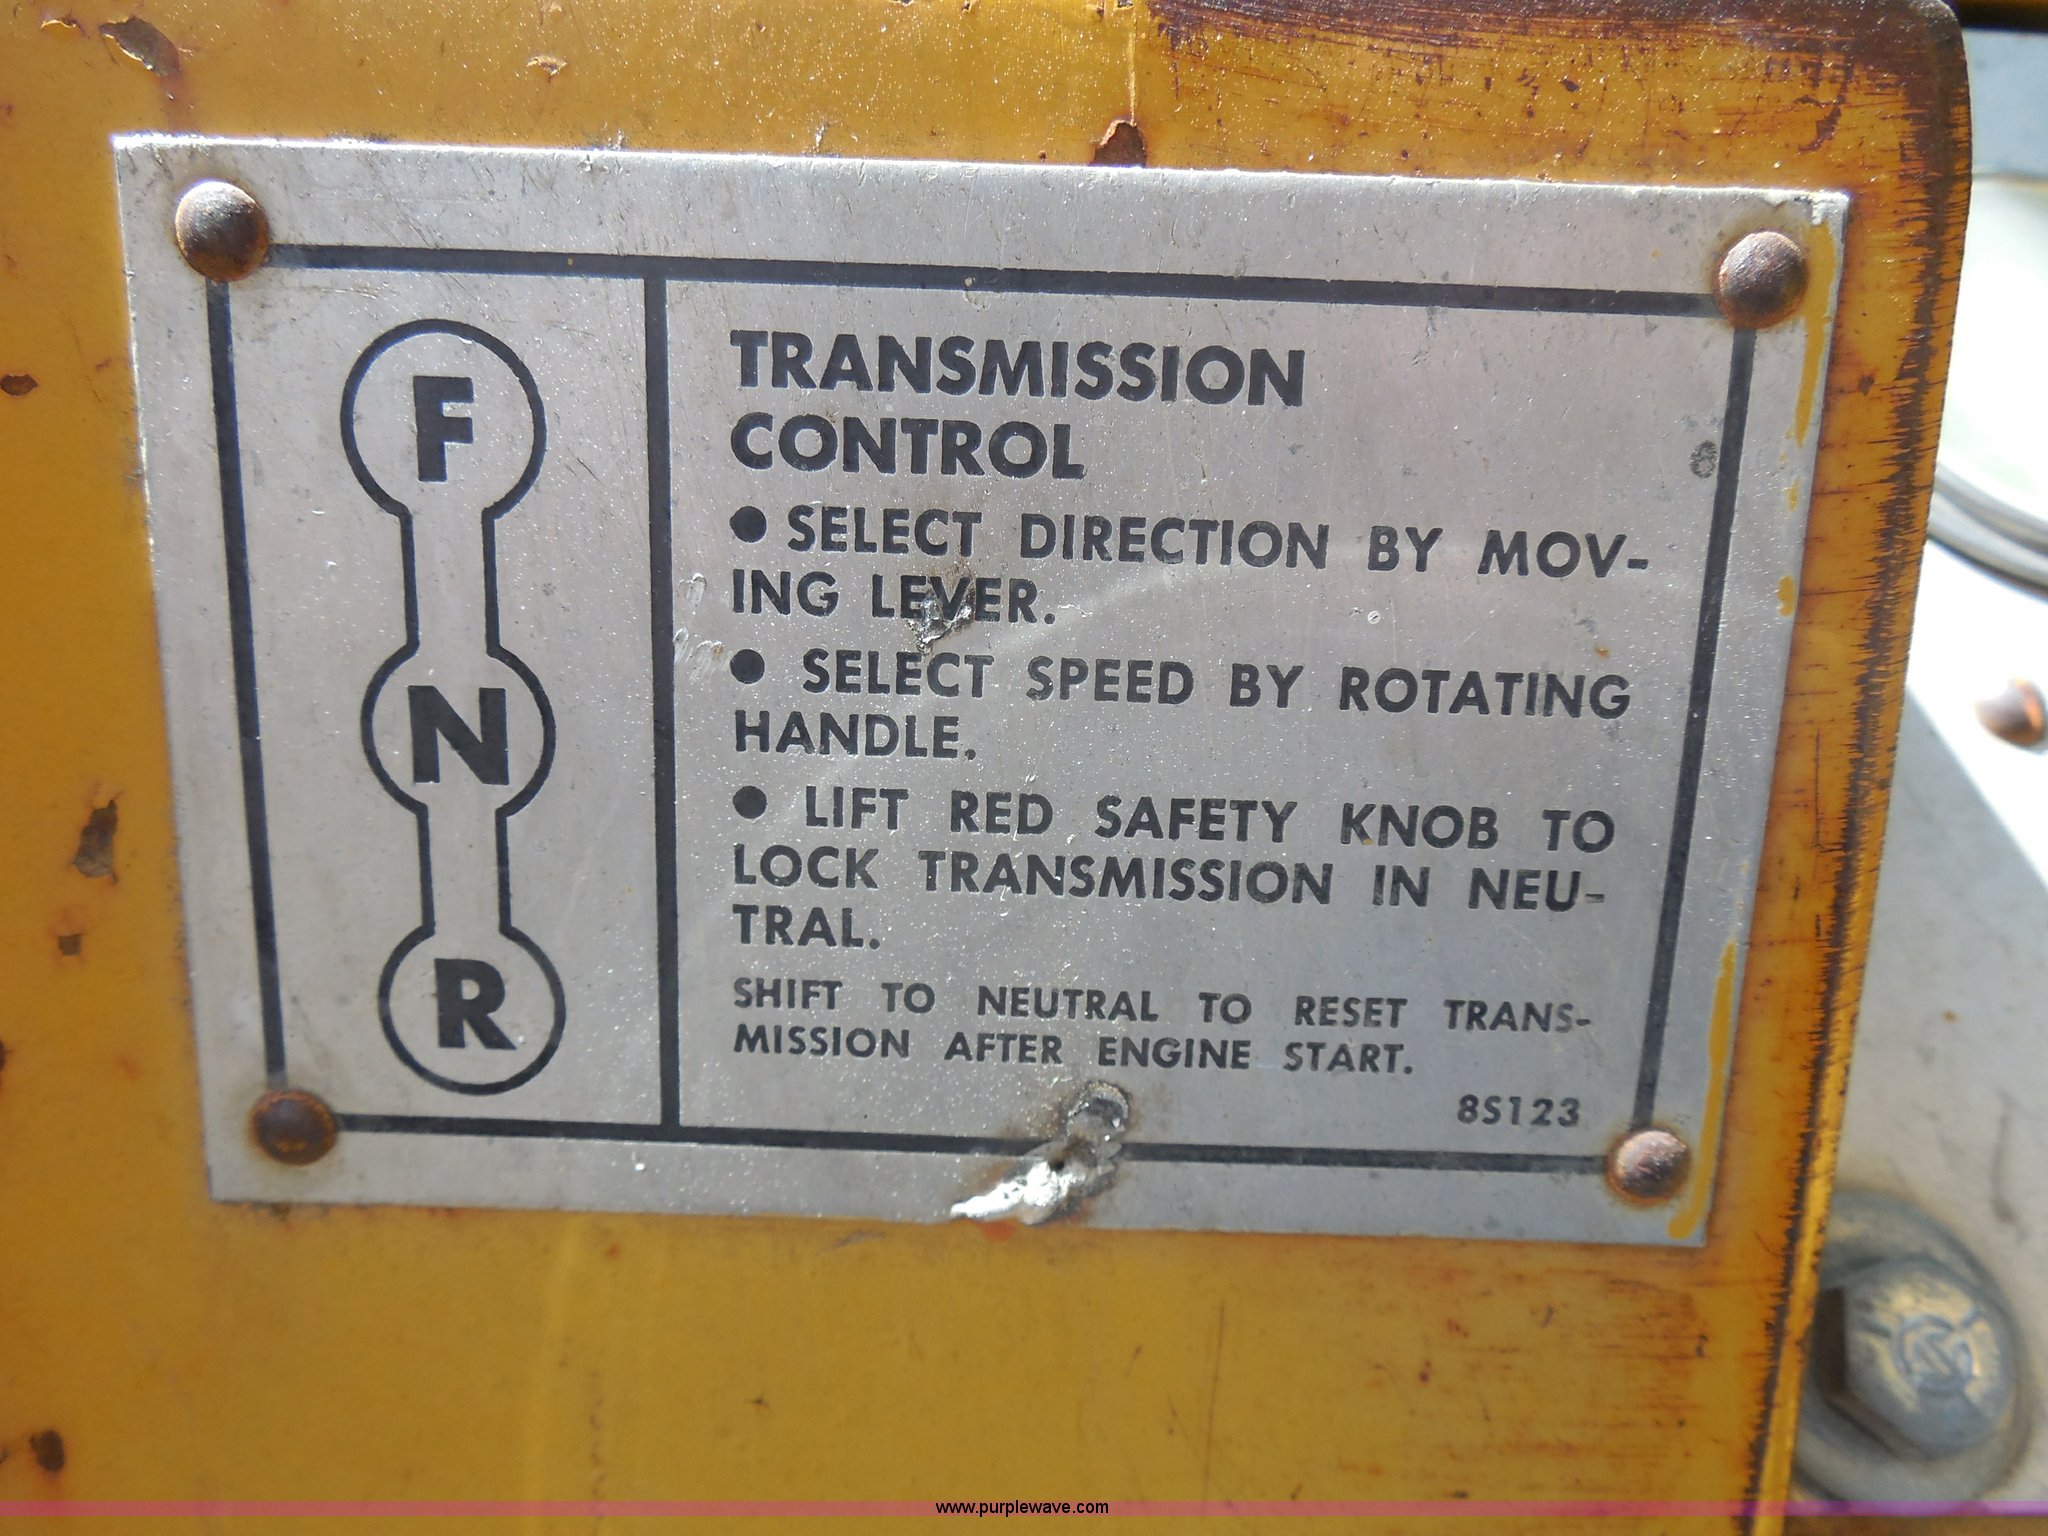 F
N
R
TRANSMISSION
CONTROL
● SELECT DIRECTION BY MOV-
ING LEVER.
● SELECT SPEED BY ROTATING
HANDLE.
● LIFT RED SAFETY KNOB TO
LOCK TRANSMISSION IN NEU-
TRAL.
SHIFT TO NEUTRAL TO RESET TRANS-
MISSION AFTER ENGINE START.
8S123
www.purplewave.com